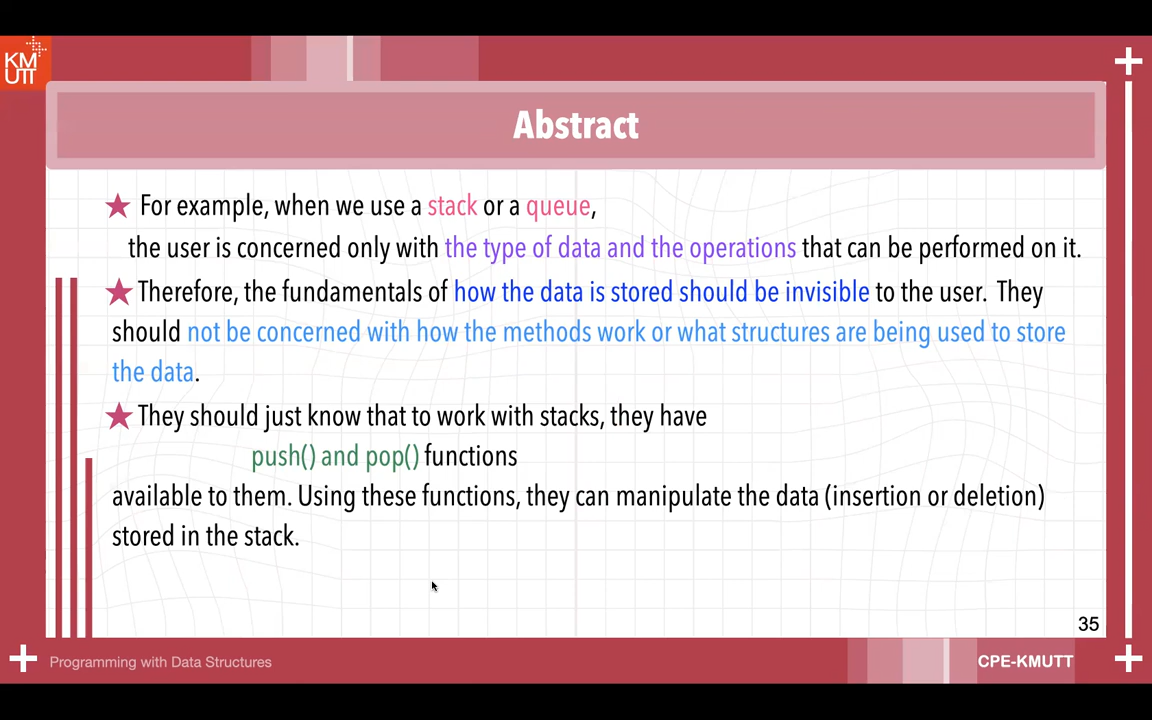 KM
UTT
Abstract
For example, when we use a stack or a queue,
the user is concerned only with the type of data and the operations that can be performed on it.
Therefore, the fundamentals of how the data is stored should be invisible to the user. They
should not be concerned with how the methods work or what structures are being used to store
the data.
They should just know that to work with stacks, they have
push() and pop() functions
available to them. Using these functions, they can manipulate the data (insertion or deletion)
stored in the stack.
35
Programming with Data Structures
CPE-KMUTT